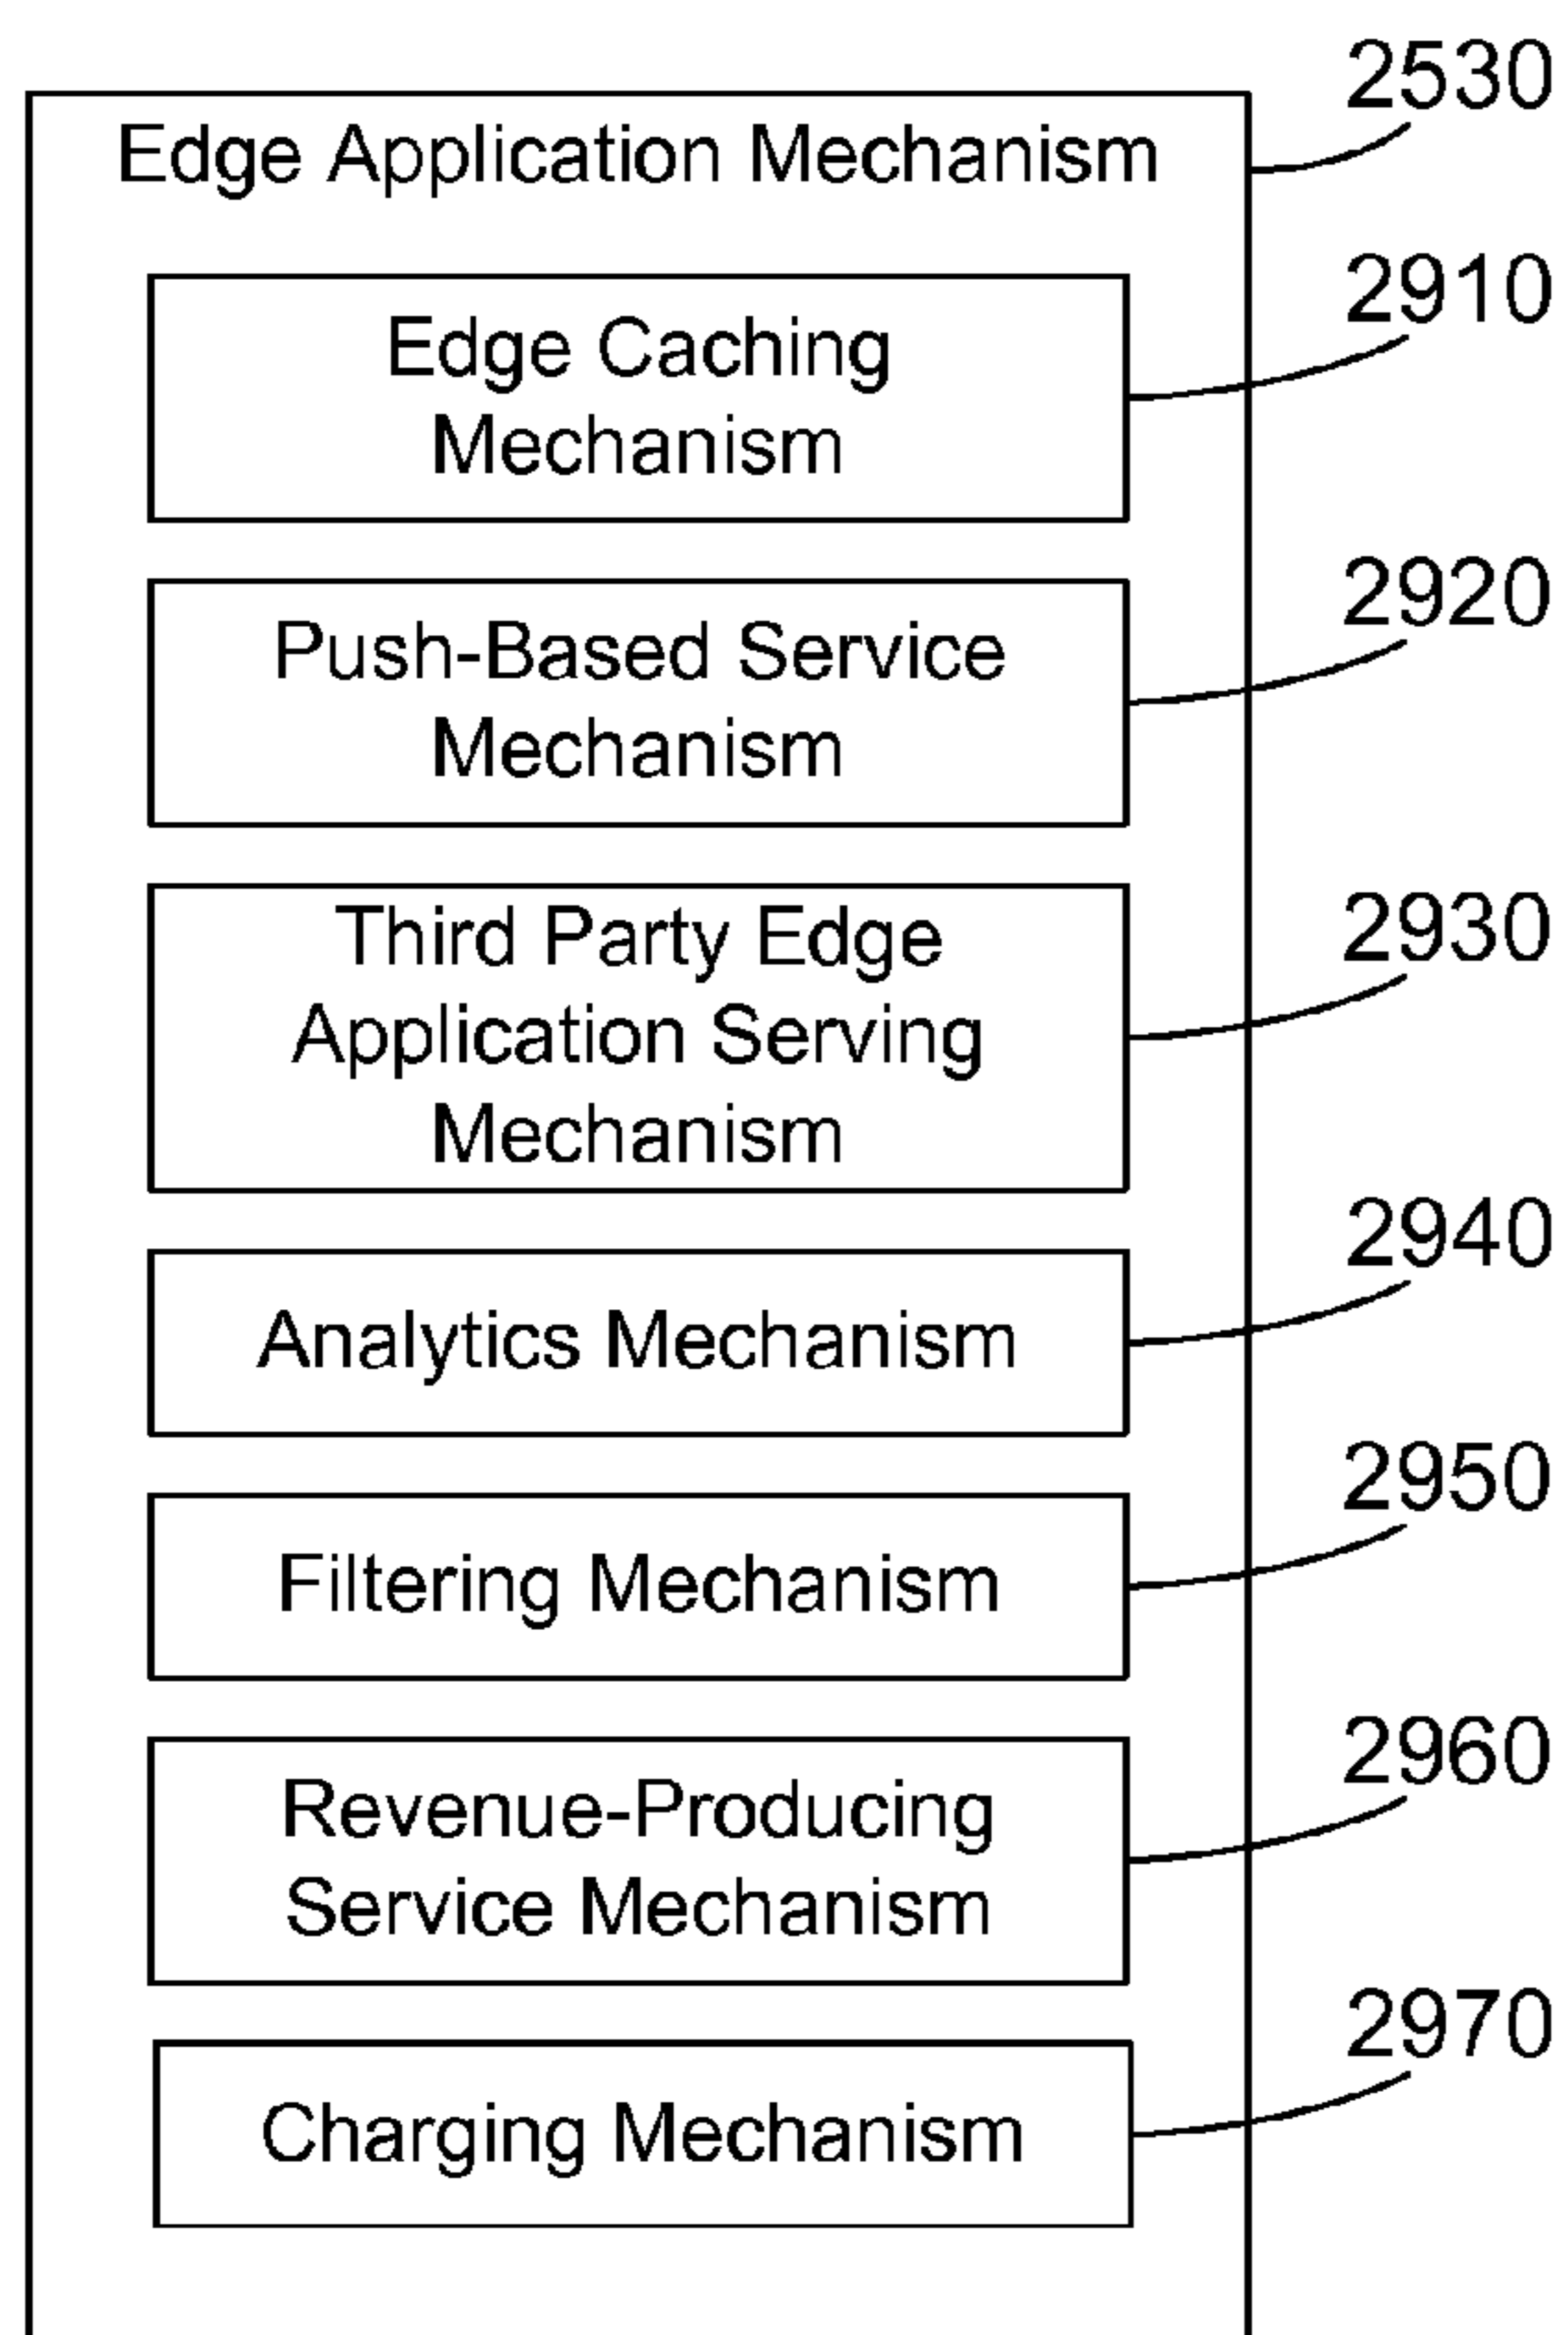 2530
Edge Application Mechanism
2910
Edge Caching
Mechanism
2920
Push-Based Service
Mechanism
2930
Third Party Edge
Application Serving
Mechanism
2940
Analytics Mechanism
2950
Filtering Mechanism
2960
Revenue-Producing
Service Mechanism
2970
Charging Mechanism